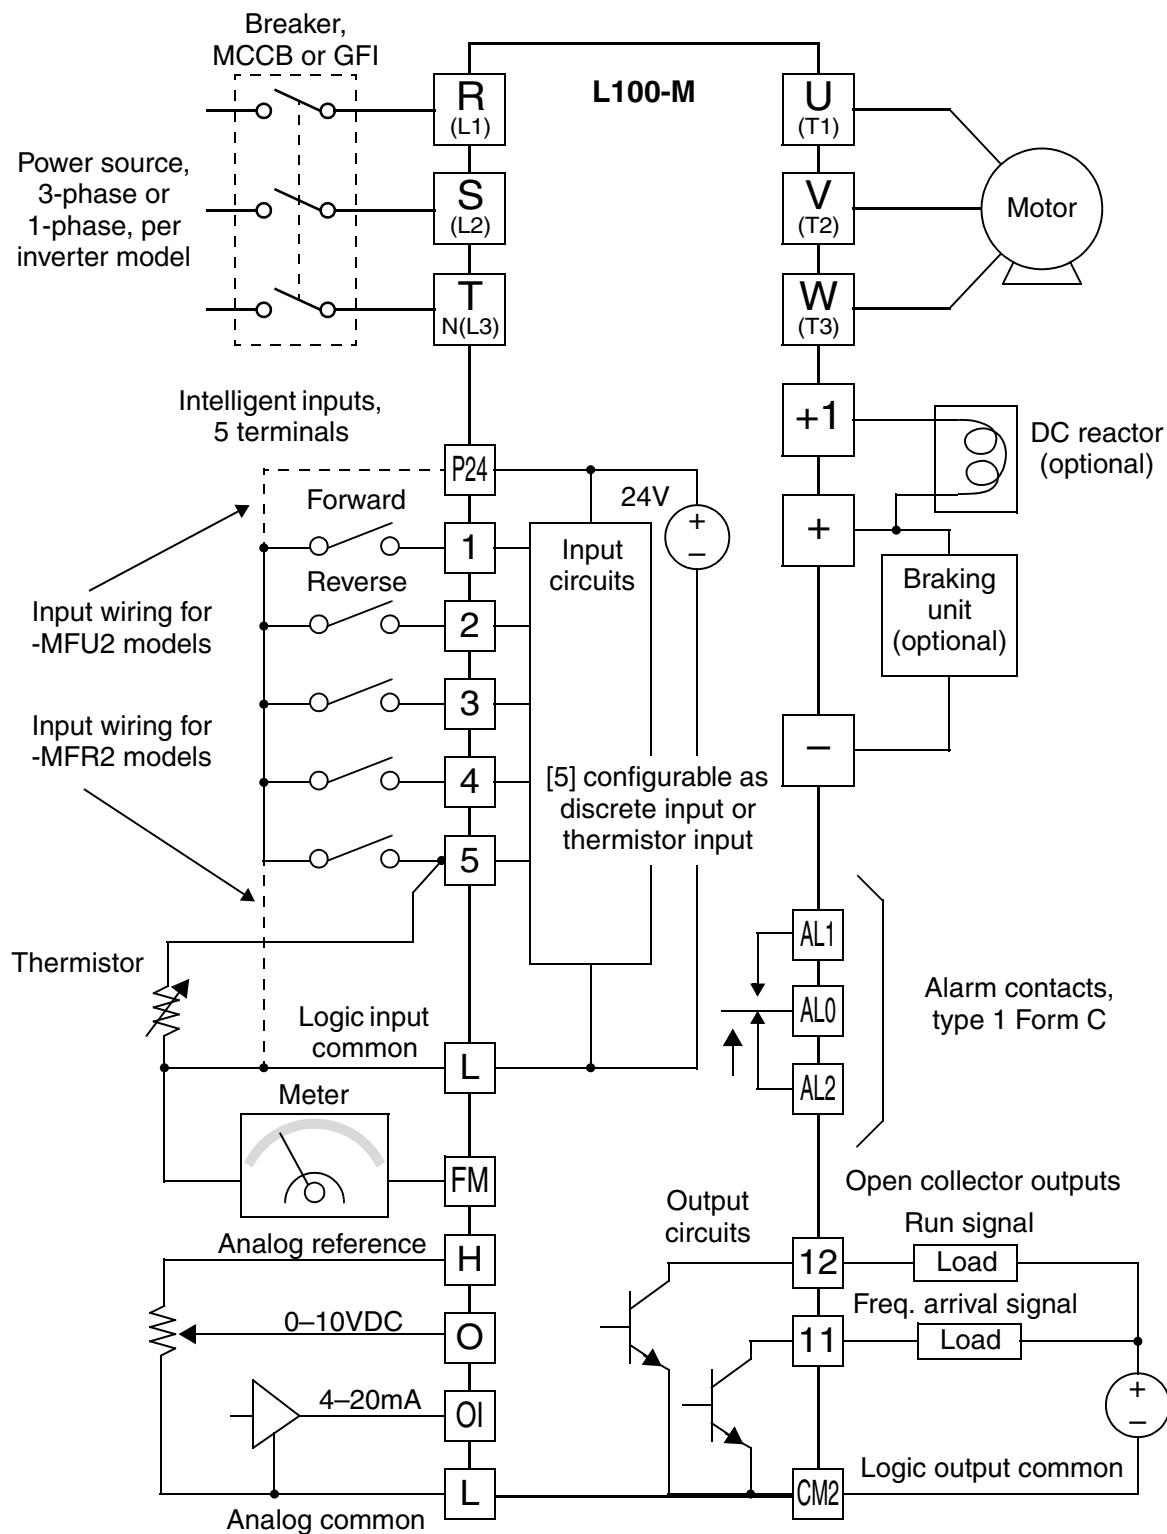 Breaker,
MCCB or GFI
L100-M
R
(L1)
U
(T1)
Power source,
3-phase or
1-phase, per
inverter model
S
(L2)
V
(T2)
Motor
T
N(L3)
W
(T3)
Intelligent inputs,
5 terminals
+1
DC reactor
(optional)
P24
24V
+
–
Forward
1
Input
circuits
+
Braking
unit
(optional)
Reverse
2
Input wiring for
-MFU2 models
3
Input wiring for
-MFR2 models
–
4
[5] configurable as
discrete input or
thermistor input
5
AL1
Thermistor
AL0
Alarm contacts,
type 1 Form C
Logic input
common
L
AL2
Meter
FM
Output
circuits
Open collector outputs
Run signal
Analog reference
H
12
Load
Freq. arrival signal
0–10VDC
O
11
Load
4–20mA
OI
+
–
Logic output common
L
CM2
Analog common